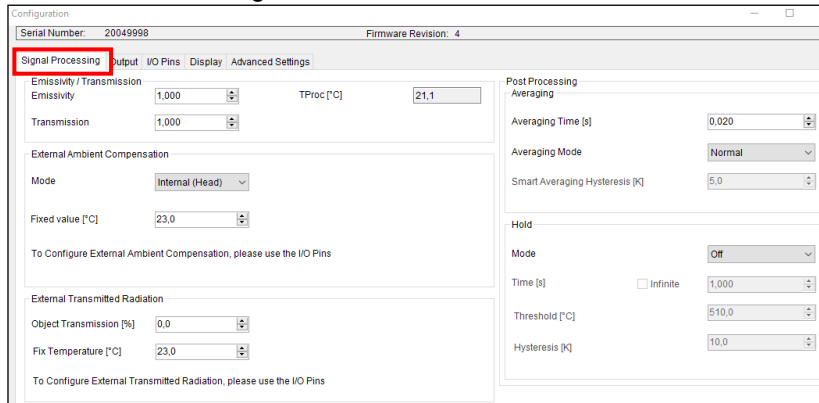 Configuration
Serial Number: 20049998 Firmware Revision: 4
Signal Processing Output I/O Pins Display Advanced Settings
Emissivity / Transmission
Emissivity 1,000 TProc [°C] 21,1
Transmission 1,000
External Ambient Compensation
Mode Internal (Head)
Fixed value [°C] 23,0
To Configure External Ambient Compensation, please use the I/O Pins
External Transmitted Radiation
Object Transmission [%] 0,0
Fix Temperature [°C] 23,0
To Configure External Transmitted Radiation, please use the I/O Pins
Post Processing
Averaging
Averaging Time [s] 0,020
Averaging Mode Normal
Smart Averaging Hysteresis [K] 5,0
Hold
Mode Off
Time [s] Infinite 1,000
Threshold [°C] 510,0
Hysteresis [K] 10,0